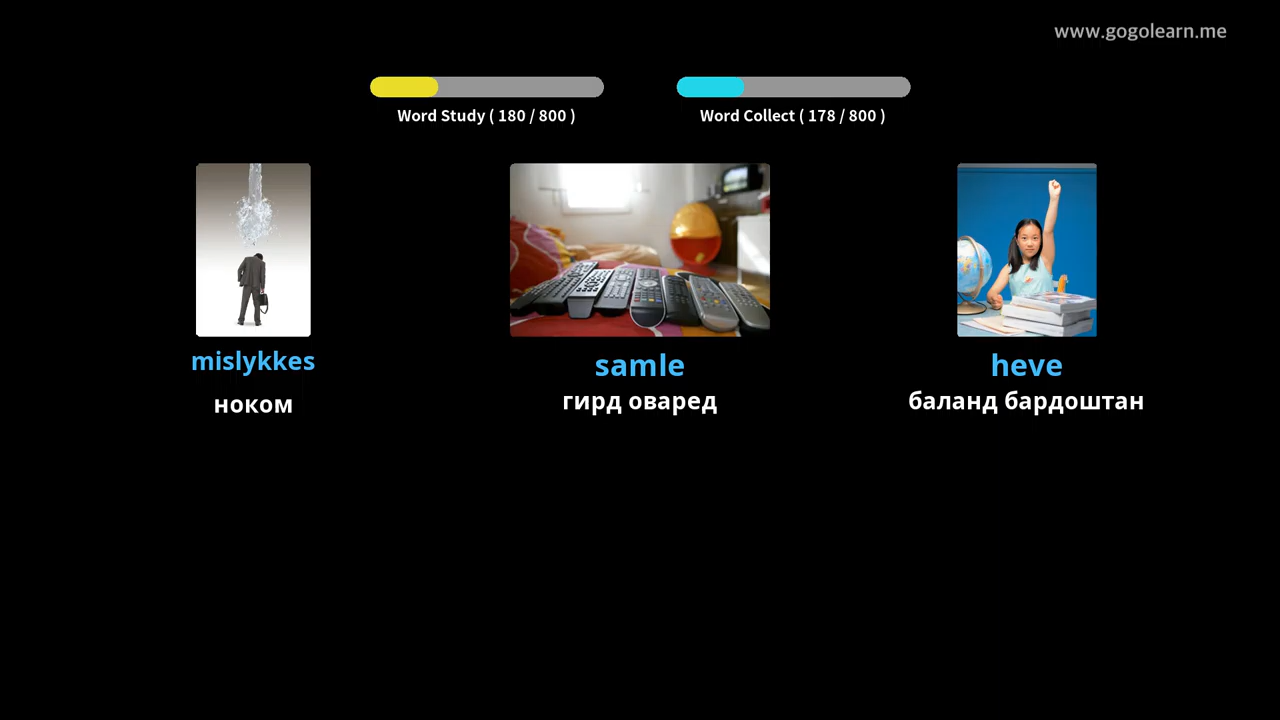 www.gogolearn.me
Word Study ( 180 / 800 )
Word Collect ( 178 / 800 )
mislykkes
ноком
samle
гирд оваред
heve
баланд бардоштан